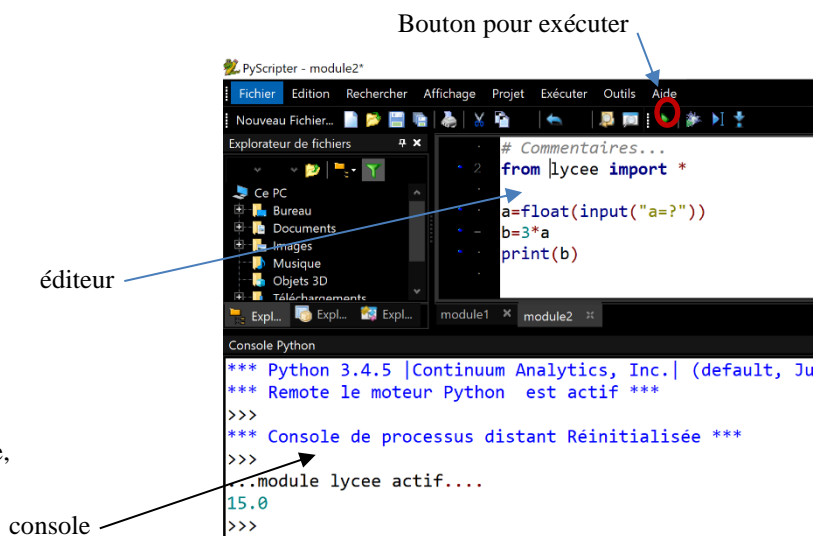 Bouton pour exécuter
PyScripter - module2*
Fichier Edition Rechercher Affichage Projet Exécuter Outils Aide
Nouveau Fichier...
Explorateur de fichiers
Ce PC
Bureau
Documents
Images
Musique
Objets 3D
Téléchargements
Expl... Expl... Expl...
# Commentaires...
2 from lycee import *
a=float(input("a=?"))
b=3*a
print(b)
module1 module2
éditeur
Console Python
*** Python 3.4.5 |Continuum Analytics, Inc.| (default, Ju
*** Remote le moteur Python est actif ***
>>>
*** Console de processus distant Réinitialisée ***
>>>
...module lycee actif....
15.0
>>>
console